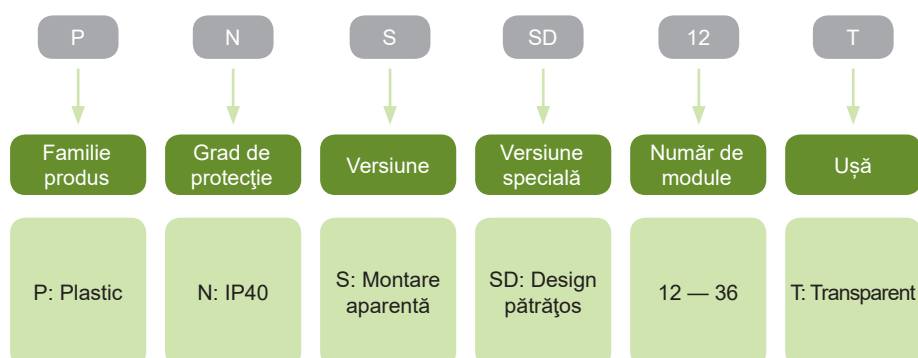 P N S SD 12 T
Familie produs
Grad de protecţie
Versiune
Versiune specială
Număr de module
Ușă
P: Plastic
N: IP40
S: Montare aparentă
SD: Design pătrăţos
12 — 36
T: Transparent